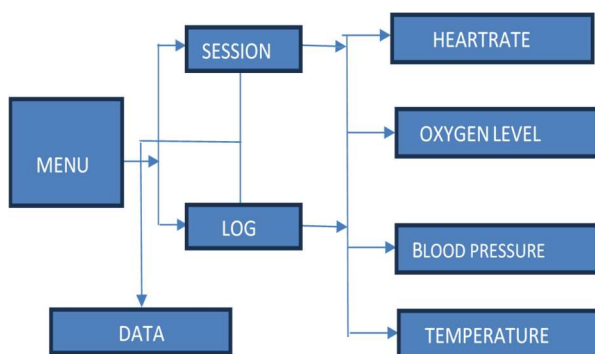 SESSION
HEARTRATE
OXYGEN LEVEL
MENU
LOG
BLOOD PRESSURE
DATA
TEMPERATURE